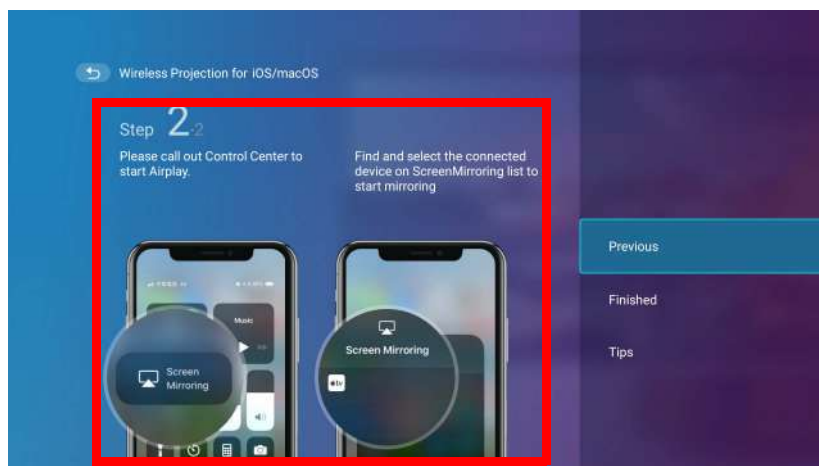 Wireless Projection for iOS/macOS
Step 2-2
Please call out Control Center to
start Airplay.
Find and select the connected
device on ScreenMirroring list to
start mirroring
Music
Screen
Mirroring
Screen Mirroring
tv
Previous
Finished
Tips